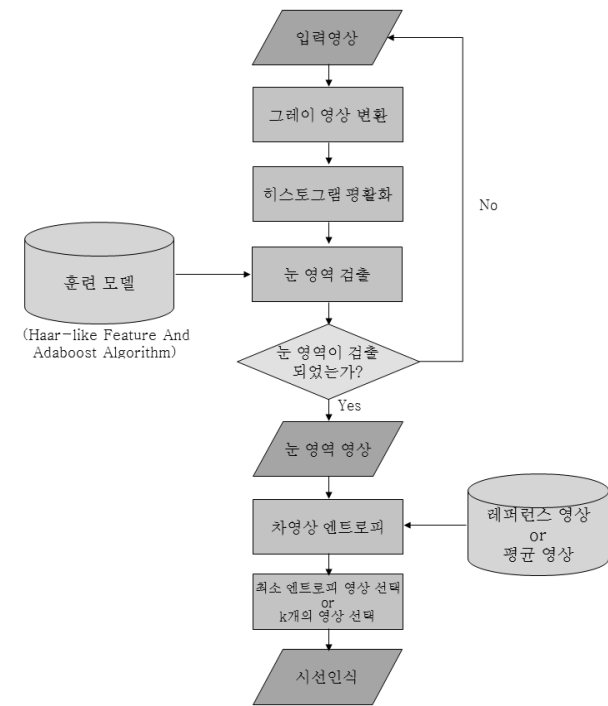 입력영상
그레이 영상 변환
히스토그램 평활화
No
훈련 모델
눈 영역 검출
(Haar-like Feature And
Adaboost Algorithm)
눈 영역이 검출
되었는가?
Yes
눈 영역 영상
차영상 엔트로피
레퍼런스 영상
or
평균 영상
최소 엔트로피 영상 선택
or
k개의 영상 선택
시선인식